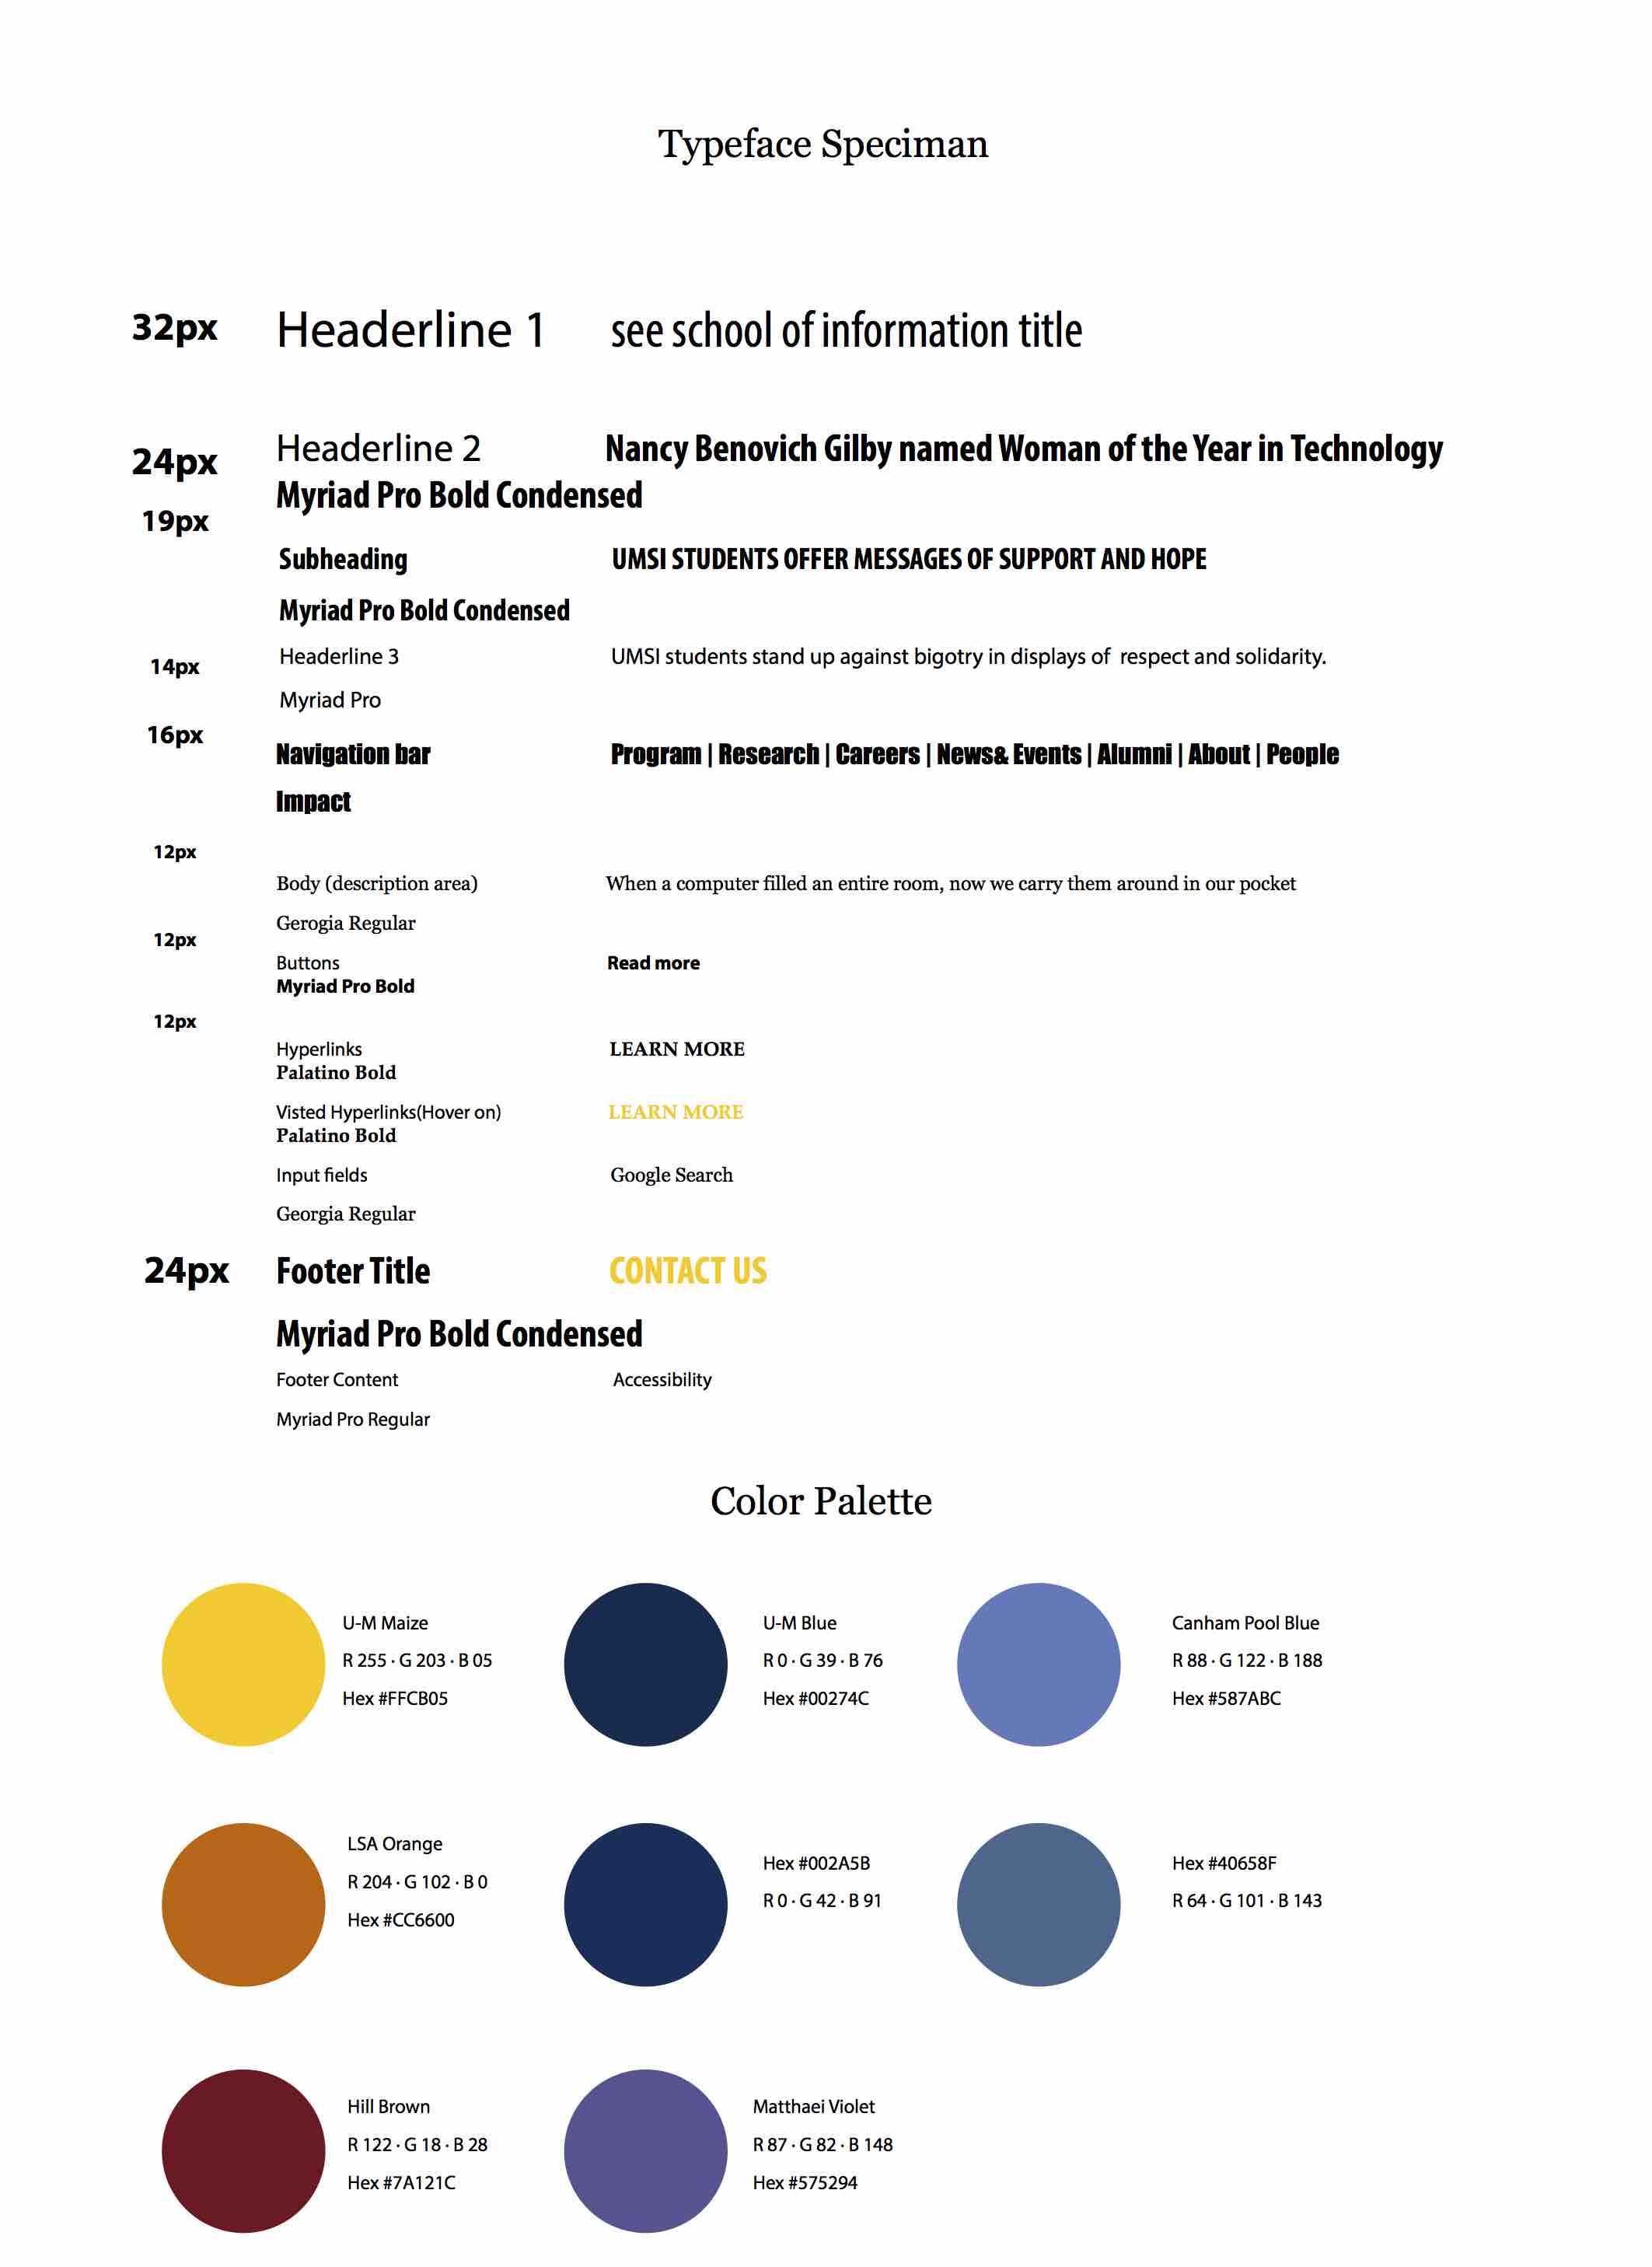 Typeface Speciman
32px Headerline 1 see school of information title
24px Headerline 2 Nancy Benovich Gilby named Woman of the Year in Technology
Myriad Pro Bold Condensed
19px
Subheading UMSI STUDENTS OFFER MESSAGES OF SUPPORT AND HOPE
Myriad Pro Bold Condensed
14px Headerline 3 UMSI students stand up against bigotry in displays of respect and solidarity.
Myriad Pro
16px
Navigation bar Program | Research | Careers | News& Events | Alumni | About | People
Impact
12px
Body (description area) When a computer filled an entire room, now we carry them around in our pocket
Gerogia Regular
12px
Buttons Read more
Myriad Pro Bold
12px
Hyperlinks LEARN MORE
Palatino Bold
Visted Hyperlinks(Hover on) LEARN MORE
Palatino Bold
Input fields Google Search
Georgia Regular
24px Footer Title CONTACT US
Myriad Pro Bold Condensed
Footer Content Accessibility
Myriad Pro Regular
Color Palette
U-M Maize
R 255 · G 203 · B 05
Hex #FFCB05
U-M Blue
R 0 · G 39 · B 76
Hex #00274C
Canham Pool Blue
R 88 · G 122 · B 188
Hex #587ABC
LSA Orange
R 204 · G 102 · B 0
Hex #CC6600
Hex #002A5B
R 0 · G 42 · B 91
Hex #40658F
R 64 · G 101 · B 143
Hill Brown
R 122 · G 18 · B 28
Hex #7A121C
Matthaei Violet
R 87 · G 82 · B 148
Hex #575294